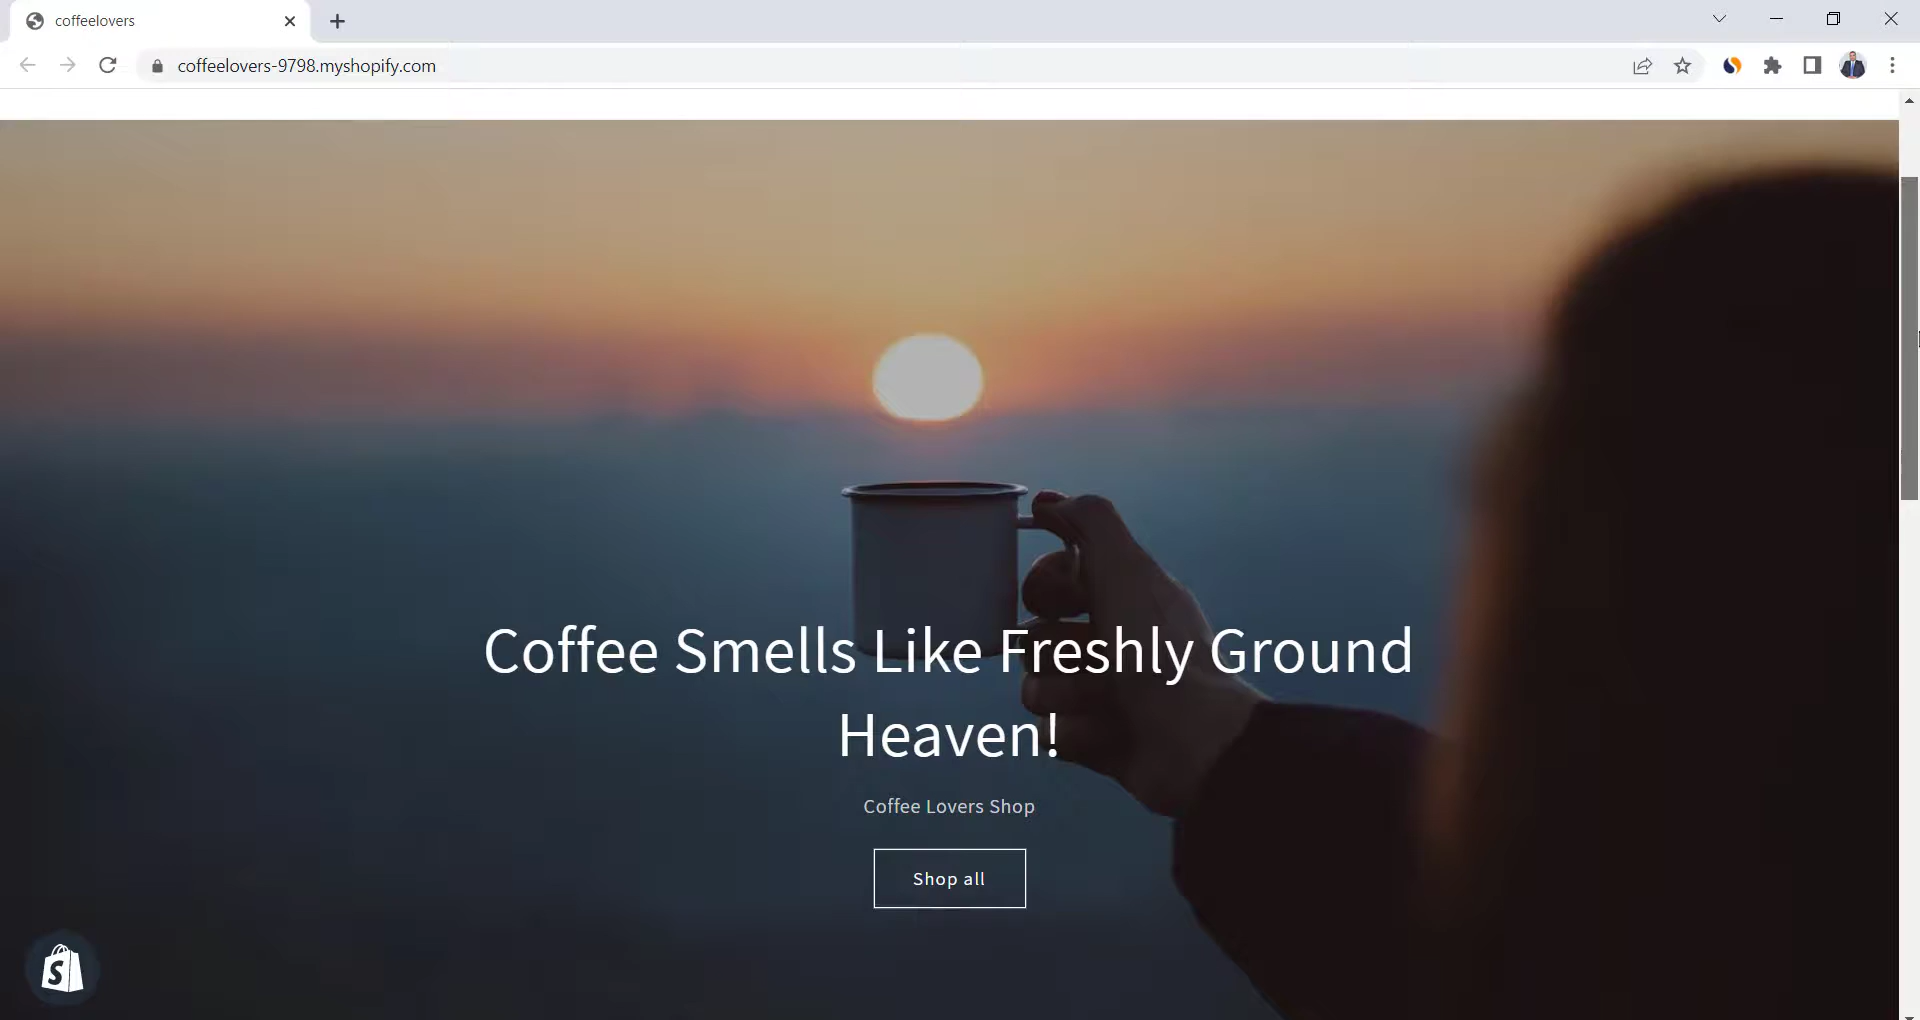 coffeelovers
coffeelovers-9798.myshopify.com
Coffee Smells Like Freshly Ground
Heaven!
Coffee Lovers Shop
Shop all
S